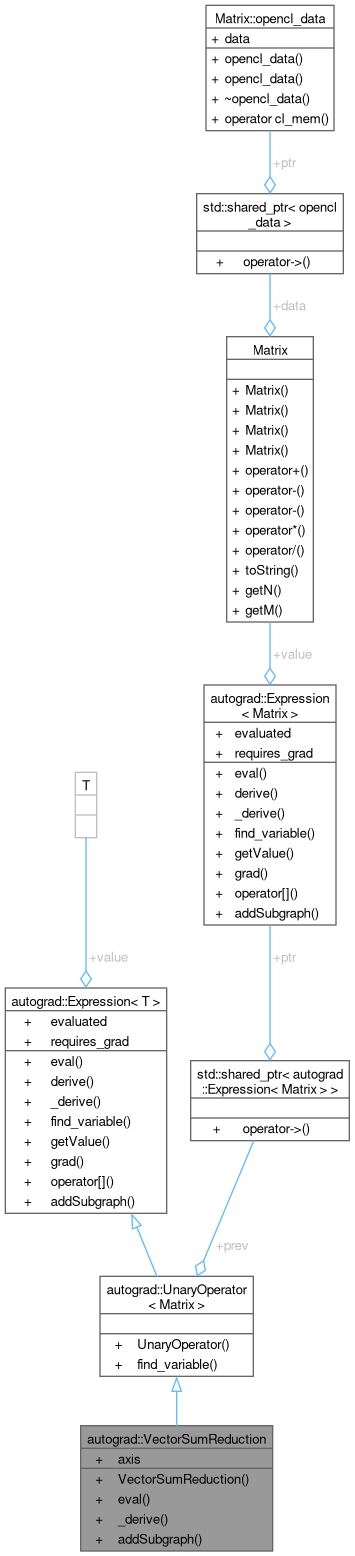 Matrix::opencl_data
+ data
+ opencl_data()
+ opencl_data()
+ ~opencl_data()
+ operator cl_mem()
+ptr
std::shared_ptr< opencl
_data >
+ operator->()
+data
Matrix
+ Matrix()
+ Matrix()
+ Matrix()
+ Matrix()
+ operator+()
+ operator-()
+ operator-()
+ operator*()
+ operator/()
+ toString()
+ getN()
+ getM()
+value
autograd::Expression
< Matrix >
+ evaluated
+ requires_grad
+ eval()
+ derive()
+ _derive()
+ find_variable()
+ getValue()
+ grad()
+ operator[]()
+ addSubgraph()
T
+value
+ptr
autograd::Expression< T >
+ evaluated
+ requires_grad
+ eval()
+ derive()
+ _derive()
+ find_variable()
+ getValue()
+ grad()
+ operator[]()
+ addSubgraph()
std::shared_ptr< autograd
::Expression< Matrix > >
+ operator->()
+prev
autograd::UnaryOperator
< Matrix >
+ UnaryOperator()
+ find_variable()
autograd::VectorSumReduction
+ axis
+ VectorSumReduction()
+ eval()
+ _derive()
+ addSubgraph()